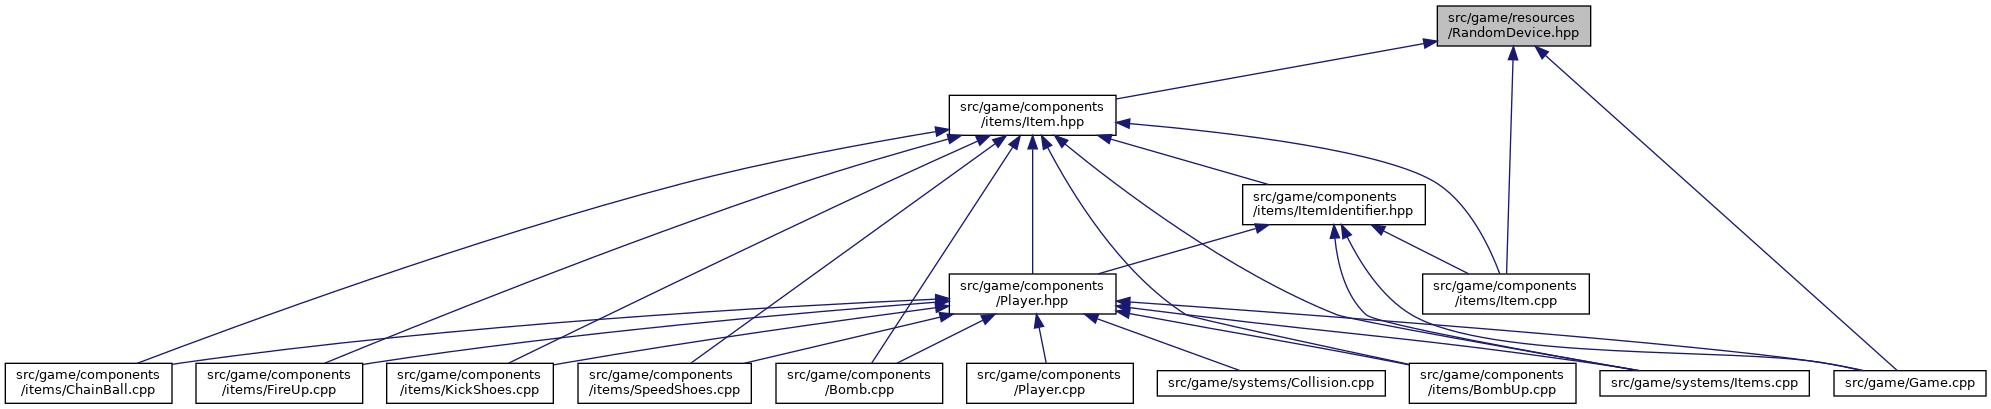 src/game/resources
/RandomDevice.hpp
src/game/components
/items/Item.hpp
src/game/components
/items/ItemIdentifier.hpp
src/game/components
/Player.hpp
src/game/components
/items/Item.cpp
src/game/components
/items/ChainBall.cpp
src/game/components
/items/FireUp.cpp
src/game/components
/items/KickShoes.cpp
src/game/components
/items/SpeedShoes.cpp
src/game/components
/Bomb.cpp
src/game/components
/Player.cpp
src/game/systems/Collision.cpp
src/game/components
/items/BombUp.cpp
src/game/systems/Items.cpp
src/game/Game.cpp